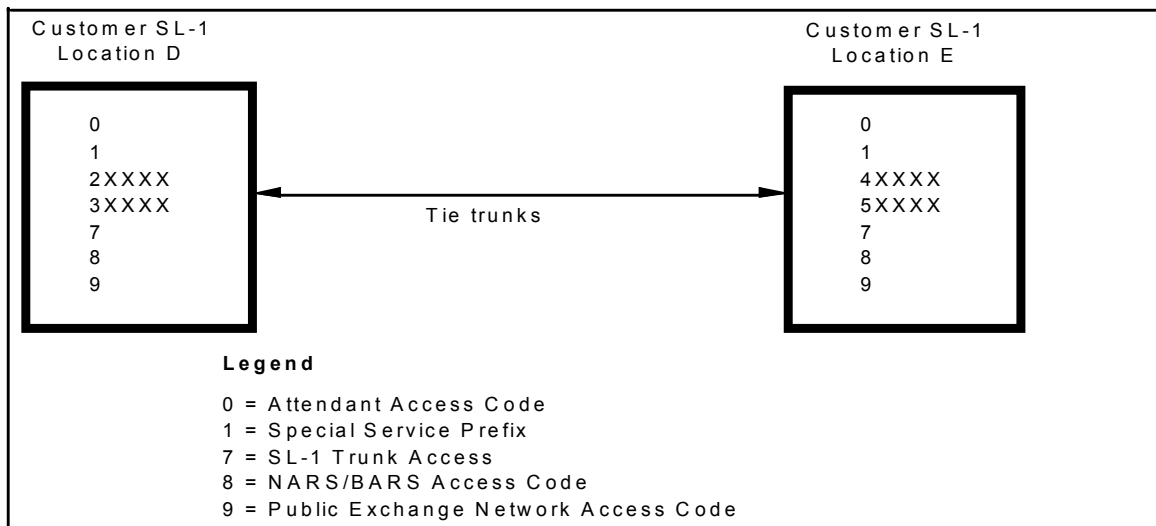 Customer SL-1
Location D
0
1
2XXXX
3XXXX
7
8
9
Tie trunks
Customer SL-1
Location E
0
1
4XXXX
5XXXX
7
8
9
Legend
0 = Attendant Access Code
1 = Special Service Prefix
7 = SL-1 Trunk Access
8 = NARS/BARS Access Code
9 = Public Exchange Network Access Code